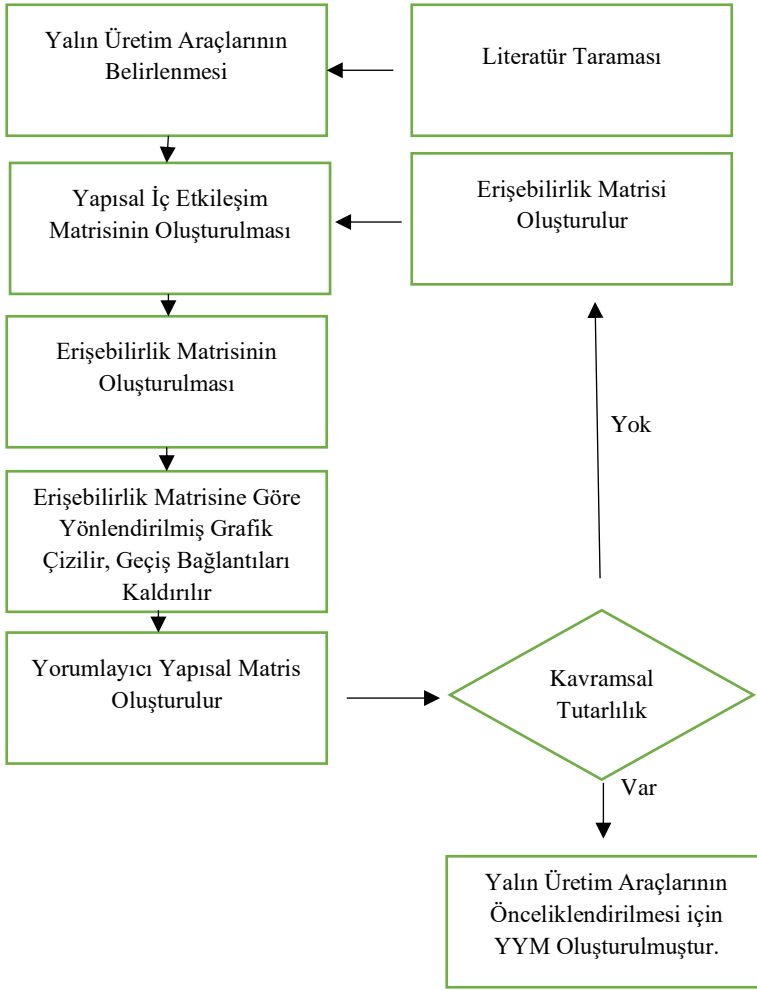 Yalın Üretim Araçlarının
Belirlenmesi
Literatür Taraması
Yapısal İç Etkileşim
Matrisinin Oluşturulması
Erişebilirlik Matrisi
Oluşturulur
Erişebilirlik Matrisinin
Oluşturulması
Yok
Erişebilirlik Matrisine Göre
Yönlendirilmiş Grafik
Çizilir, Geçiş Bağlantıları
Kaldırılır
Yorumlayıcı Yapısal Matris
Oluşturulur
Kavramsal
Tutarlılık
Var
Yalın Üretim Araçlarının
Önceliklendirilmesi için
YYM Oluşturulmuştur.